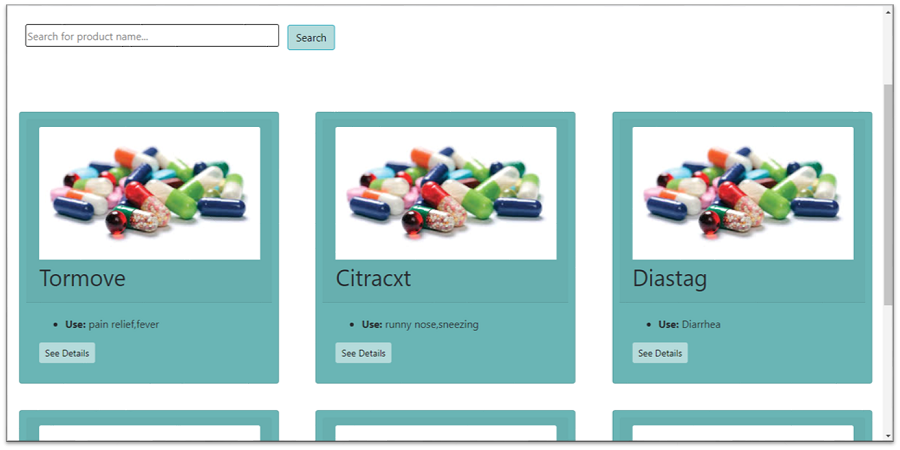 Search for product name...
Search
Tormove
Citracxt
Diastag
Use: pain relief,fever
Use: runny nose,sneezing
Use: Diarrhea
See Details
See Details
See Details